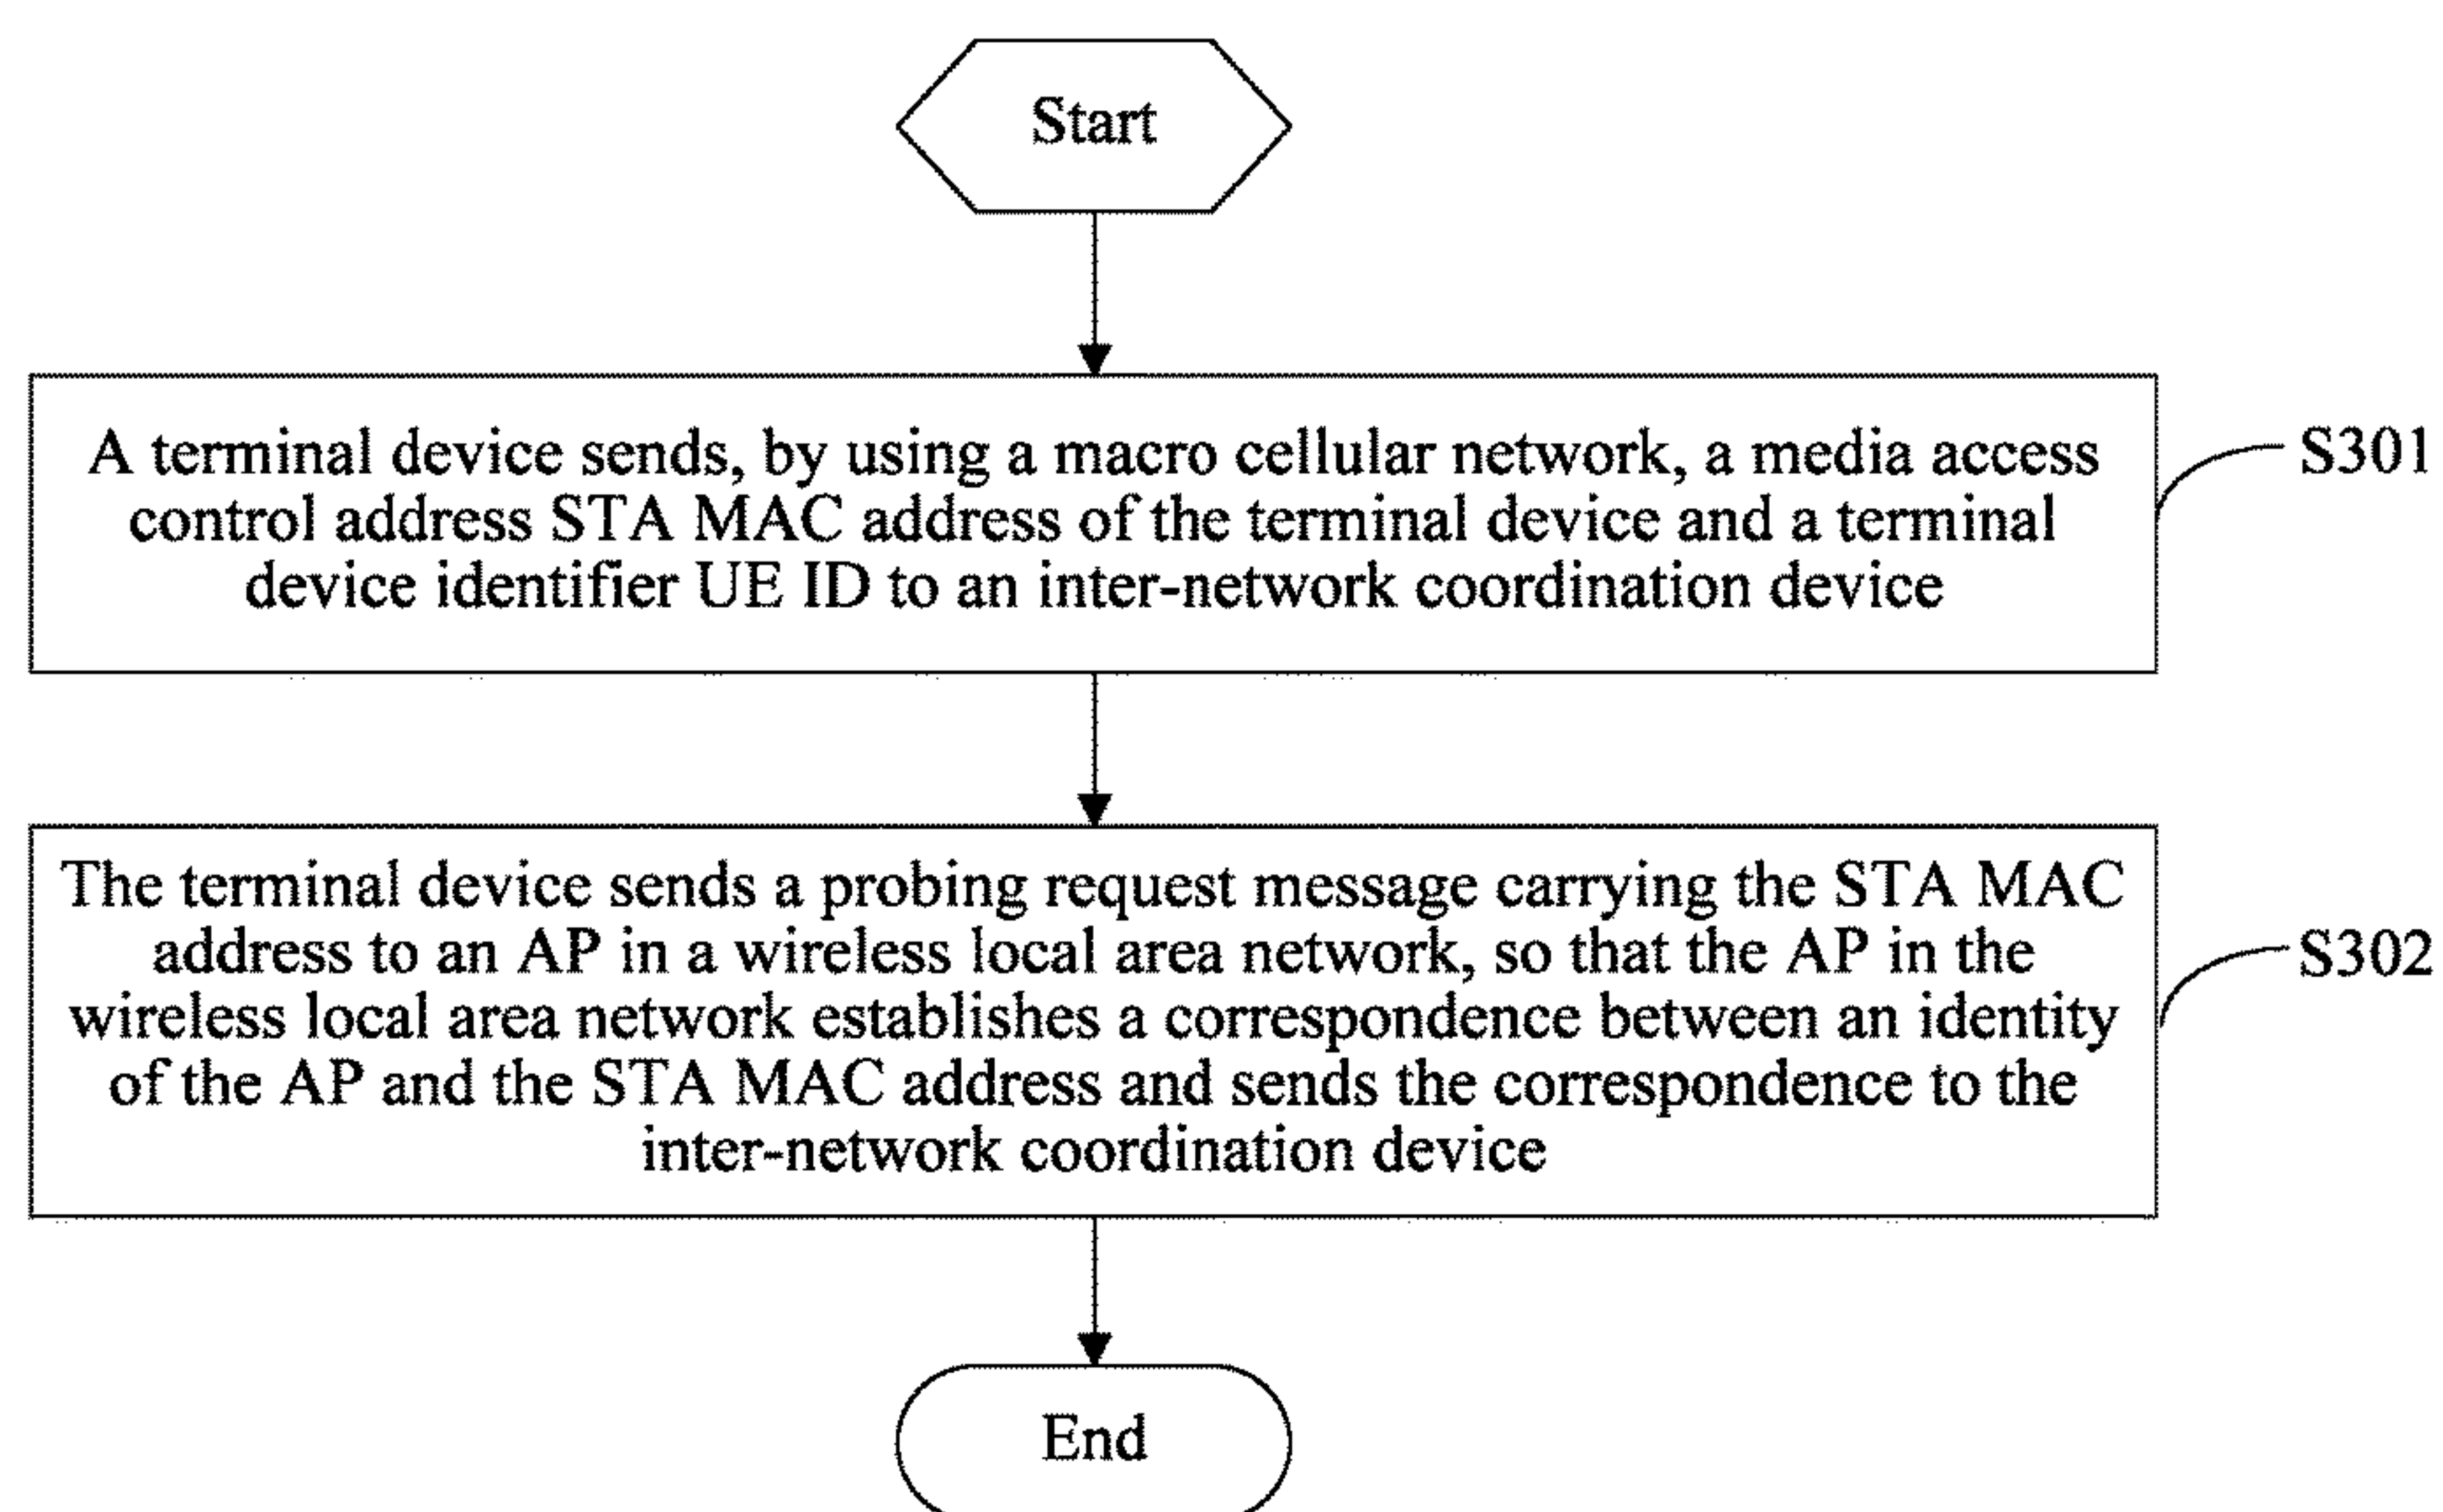 Start
A terminal device sends, by using a macro cellular network, a media access
control address STA MAC address of the terminal device and a terminal
device identifier UE ID to an inter-network coordination device
S301
The terminal device sends a probing request message carrying the STA MAC
address to an AP in a wireless local area network, so that the AP in the
wireless local area network establishes a correspondence between an identity
of the AP and the STA MAC address and sends the correspondence to the
inter-network coordination device
S302
End